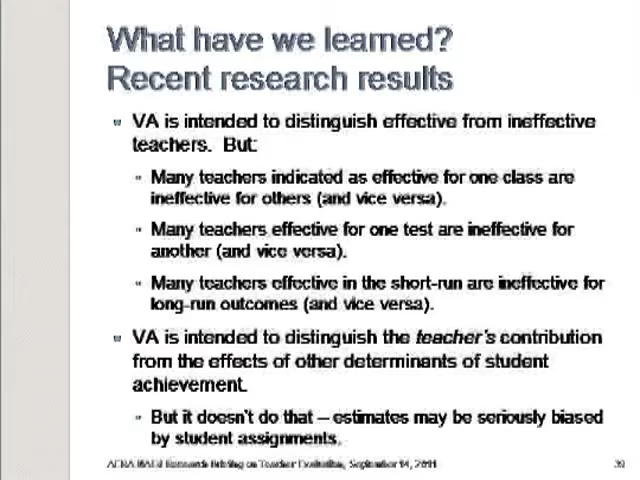 What have we learned?
Recent research results
VA is intended to distinguish effective from ineffective
teachers. But:
Many teachers indicated as effective for one class are
ineffective for others (and vice versa).
Many teachers effective for one test are ineffective for
another (and vice versa).
Many teachers effective in the short-run are ineffective for
long-run outcomes (and vice versa).
VA is intended to distinguish the teacher's contribution
from the effects of other determinants of student
achievement.
But it doesn't do that – estimates may be seriously biased
by student assignments.
Research Briefing on Teacher Evaluation, September 14, 2011